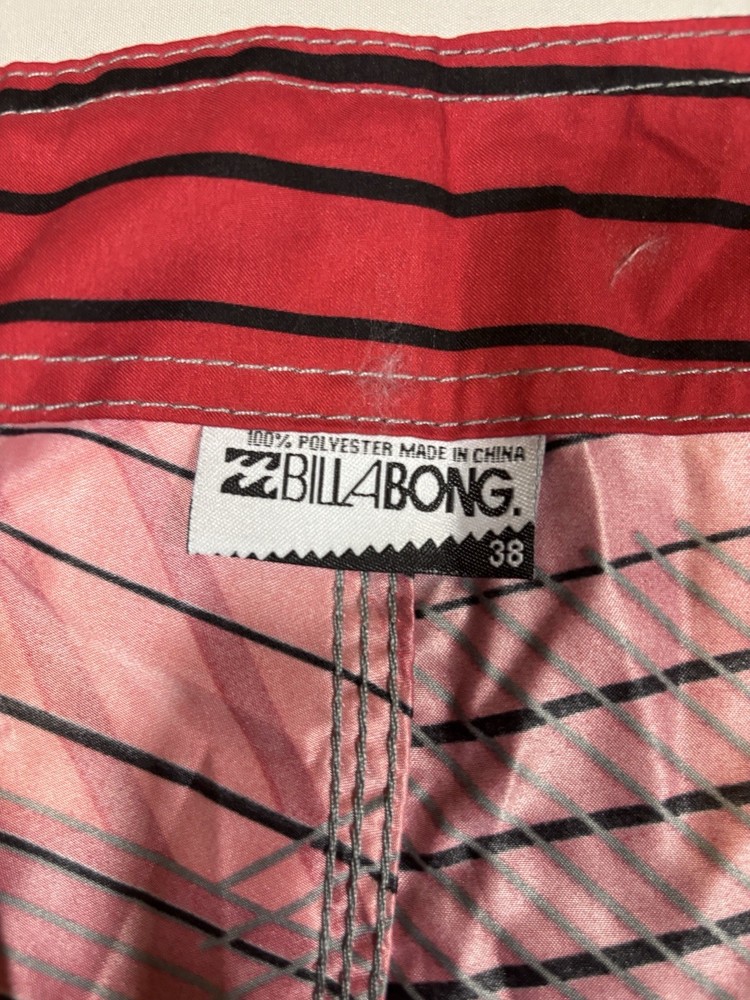 100% POLYESTER MADE IN CHINA
BILLABONG.
38